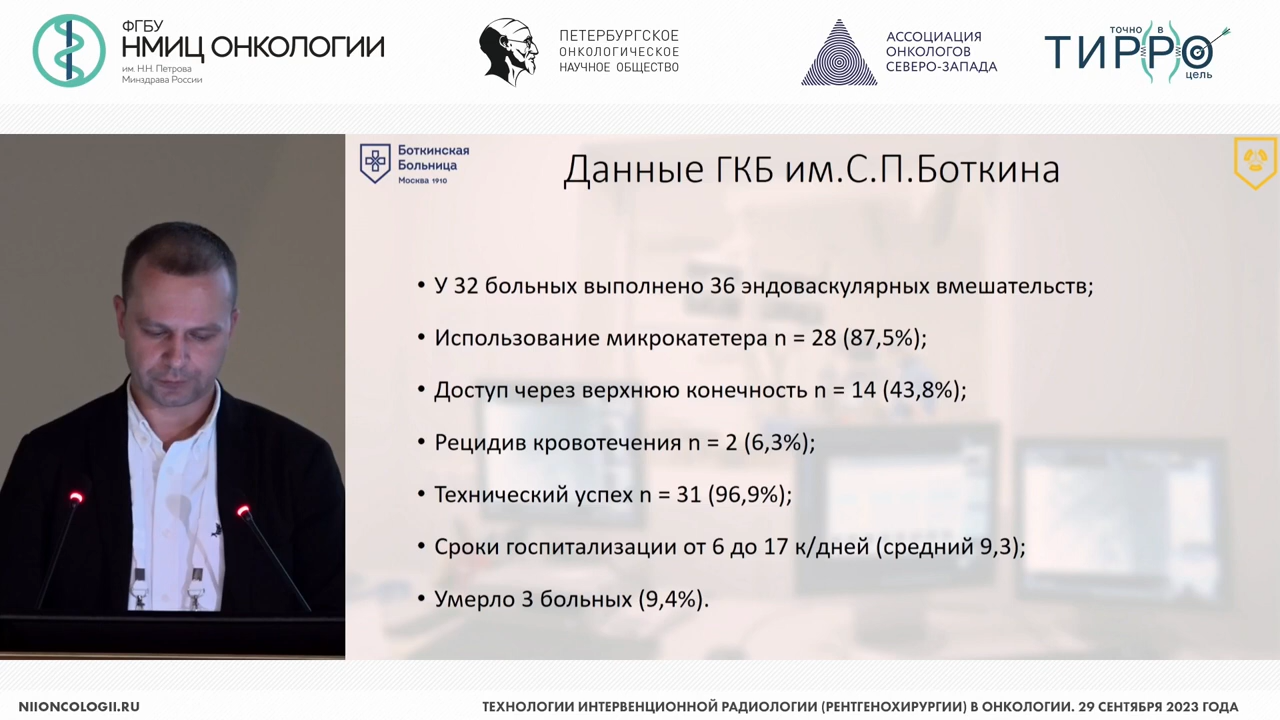 ФГБУ
НМИЦ ОНКОЛОГИИ
им. Н.Н. Петрова
Минздрава России
ПЕТЕРБУРГСКОЕ
ОНКОЛОГИЧЕСКОЕ
НАУЧНОЕ ОБЩЕСТВО
АССОЦИАЦИЯ
ОНКОЛОГОВ
СЕВЕРО-ЗАПАДА
ТОЧНО В
ТИРРО
цель
Боткинская
Больница
Москва 1910
Данные ГКБ им.С.П.Боткина
• У 32 больных выполнено 36 эндоваскулярных вмешательств;
• Использование микрокатетера n = 28 (87,5%);
• Доступ через верхнюю конечность n = 14 (43,8%);
• Рецидив кровотечения n = 2 (6,3%);
• Технический успех n = 31 (96,9%);
• Сроки госпитализации от 6 до 17 к/дней (средний 9,3);
• Умерло 3 больных (9,4%).
NIIONCOLOGII.RU
ТЕХНОЛОГИИ ИНТЕРВЕНЦИОННОЙ РАДИОЛОГИИ (РЕНТГЕНОХИРУРГИИ) В ОНКОЛОГИИ. 29 СЕНТЯБРЯ 2023 ГОДА